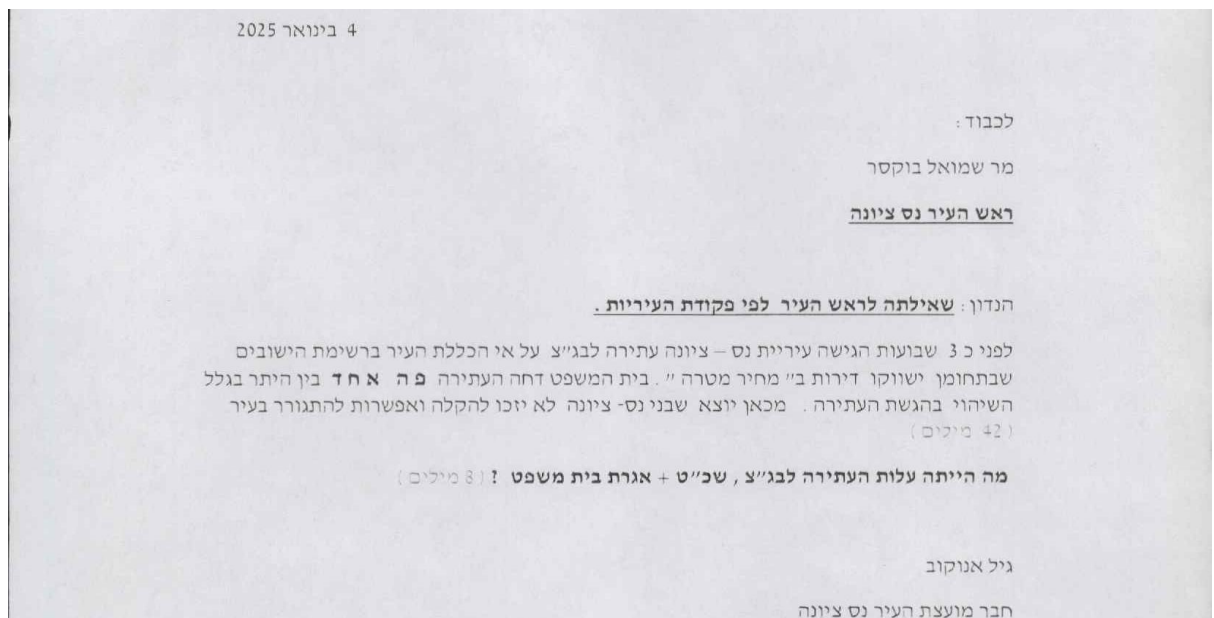 4 בינואר 2025
לכבוד :
מר שמואל בוקסר
ראש העיר נס ציונה
הנדון : שאילתה לראש העיר לפי פקודת העיריות .
לפני כ 3 שבועות הגישה עיריית נס – ציונה עתירה לבג״צ על אי הכללת העיר ברשימת הישובים
שבתחומן ישווקו דירות ב״ מחיר מטרה ״ . בית המשפט דחה העתירה פה אחד בין היתר בגלל
השיהוי בהגשת העתירה . מכאן יוצא שבני נס- ציונה לא יזכו להקלה ואפשרות להתגורר בעיר.
( 42 מילים )
מה הייתה עלות העתירה לבג״צ , שכ״ט + אגרת בית משפט ? ( 8 מילים )
גיל אנוקוב
חבר מועצת העיר נס ציונה